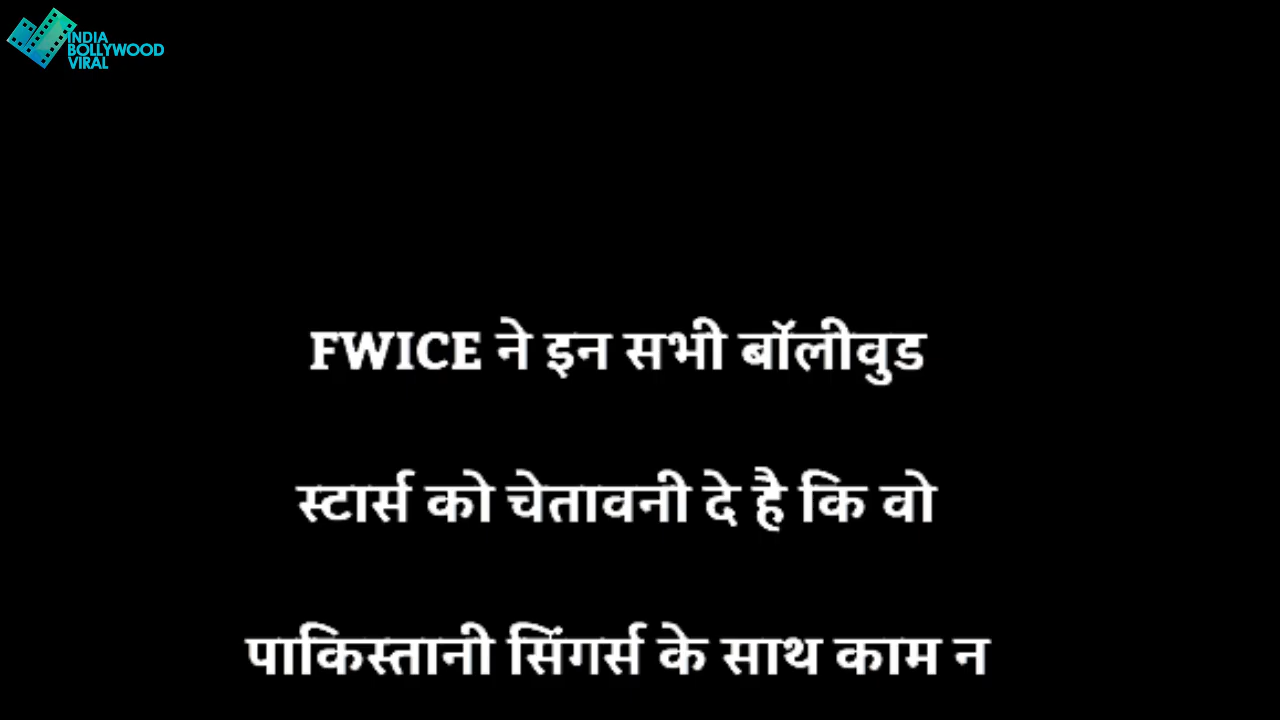 INDIA
BOLLYWOOD
VIRAL
FWICE ने इन सभी बॉलीवुड
स्टार्स को चेतावनी दे है कि वो
पाकिस्तानी सिंगर्स के साथ काम न